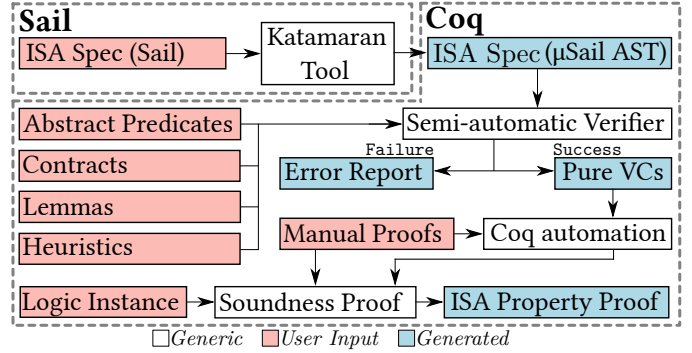 Sail
Coq
ISA Spec (Sail)
Katamaran
Tool
ISA Spec (μSail AST)
Abstract Predicates
Semi-automatic Verifier
Failure
Success
Contracts
Error Report
Pure VCs
Lemmas
Heuristics
Manual Proofs
Coq automation
Logic Instance
Soundness Proof
ISA Property Proof
Generic
User Input
Generated